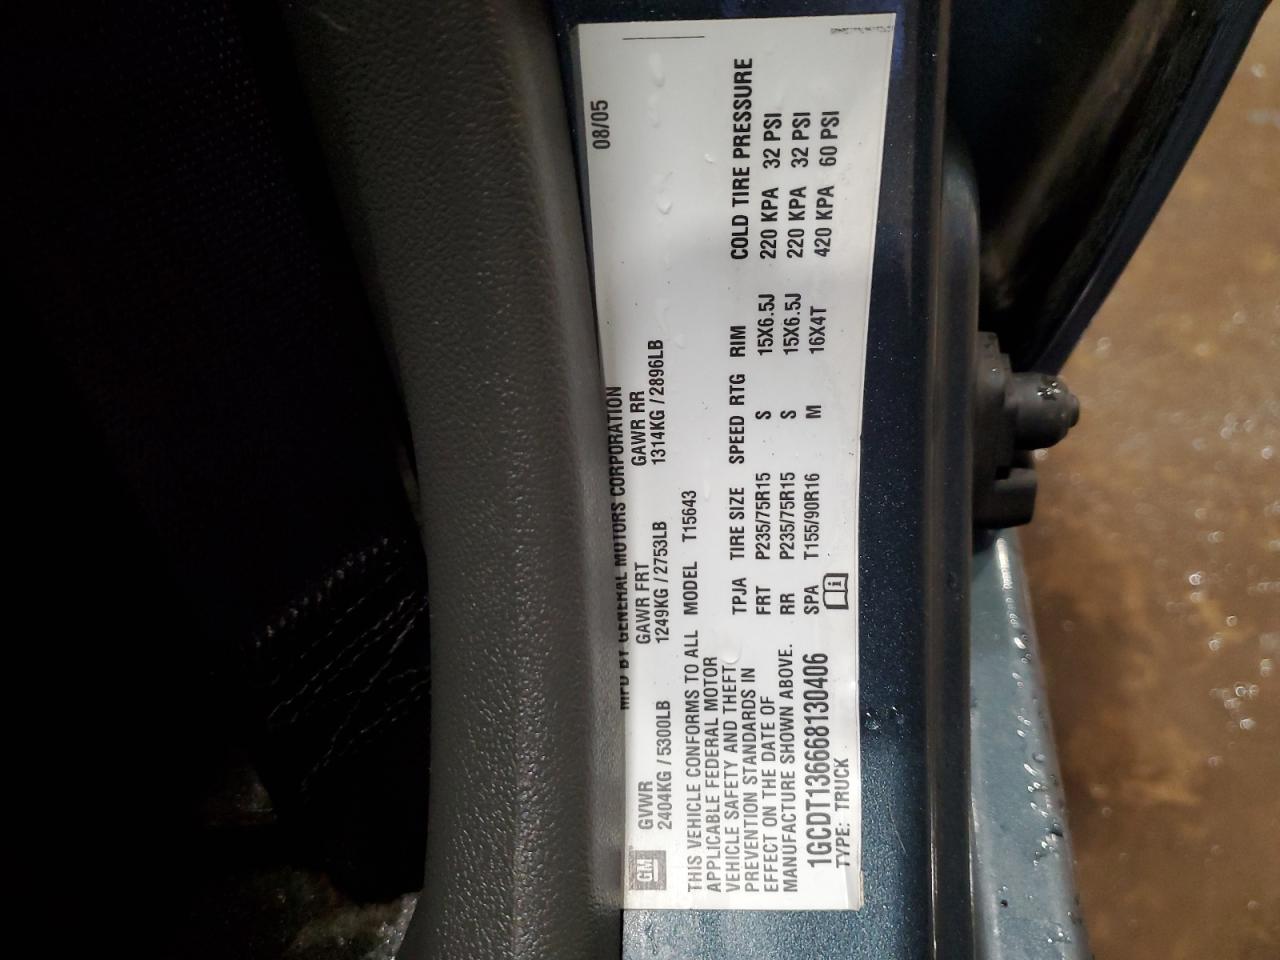 MFD BY GENERAL MOTORS CORPORATION 08/05
GM
GVWR GAWR FRT GAWR RR
2404KG / 5300LB 1249KG / 2753LB 1314KG / 2896LB
THIS VEHICLE CONFORMS TO ALL
APPLICABLE FEDERAL MOTOR
VEHICLE SAFETY AND THEFT
PREVENTION STANDARDS IN
EFFECT ON THE DATE OF
MANUFACTURE SHOWN ABOVE.
1GCDT136668130406
TYPE: TRUCK
MODEL T15643
TPJA TIRE SIZE SPEED RTG RIM COLD TIRE PRESSURE
FRT P235/75R15 S 15X6.5J 220 KPA 32 PSI
RR P235/75R15 S 15X6.5J 220 KPA 32 PSI
SPA T155/90R16 M 16X4T 420 KPA 60 PSI